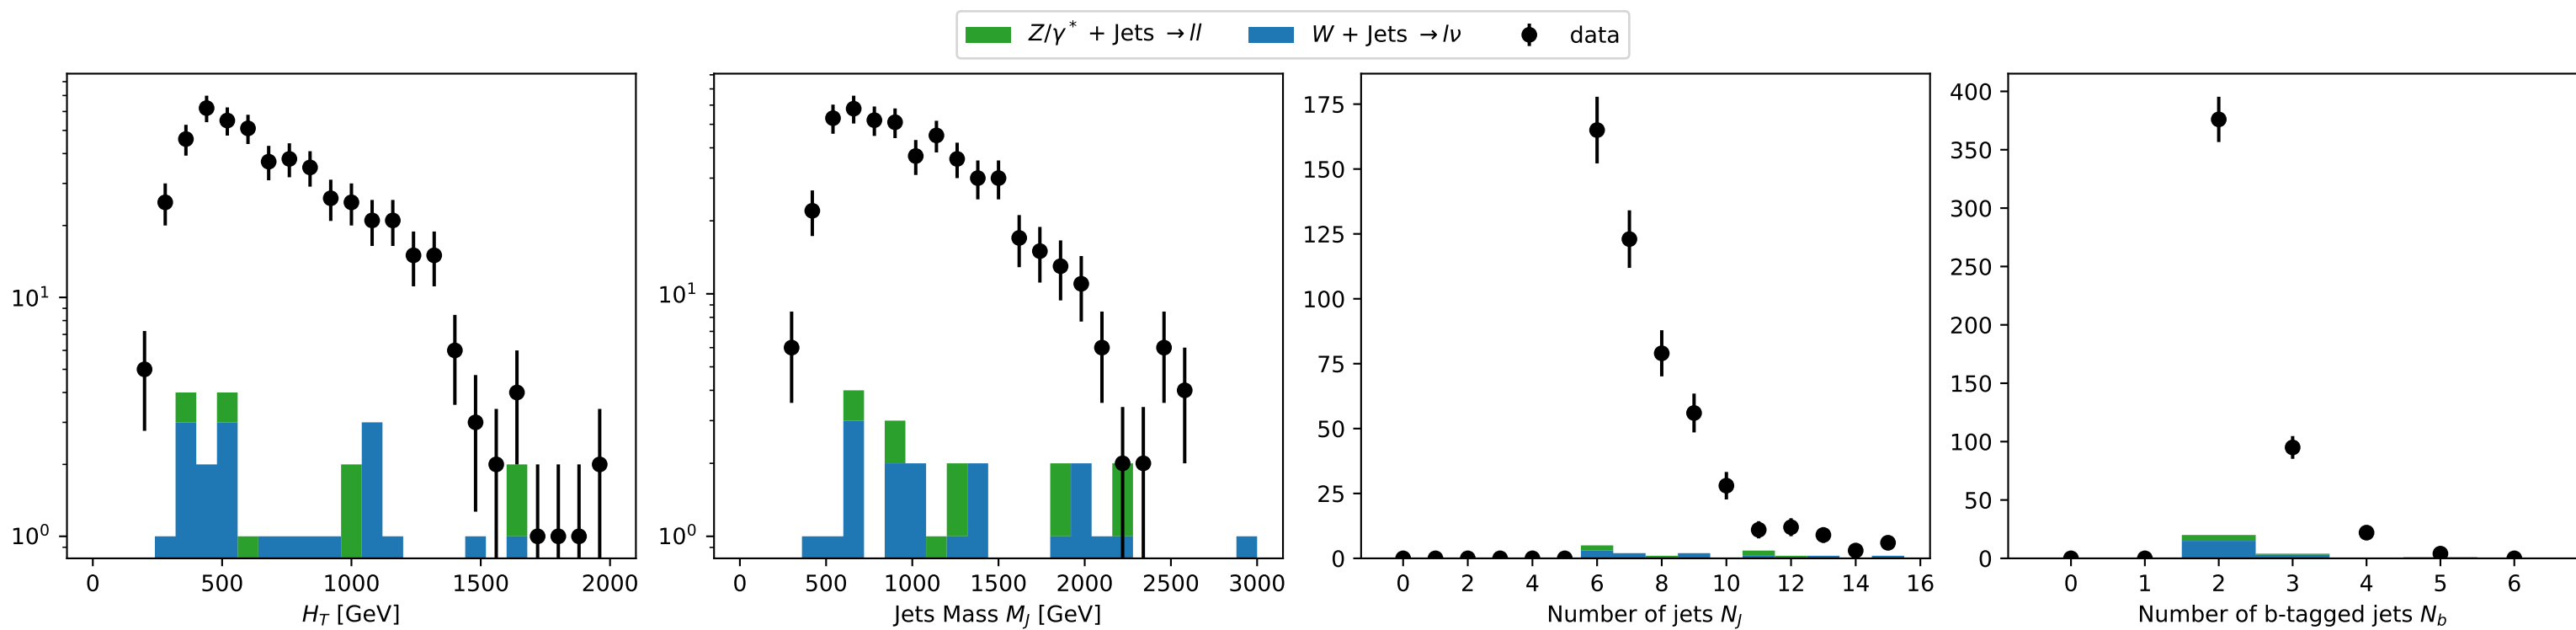 Z/γ* + Jets →ll W + Jets →lν data
10¹
10⁰
0 500 1000 1500 2000
H_T [GeV]
10¹
10⁰
0 500 1000 1500 2000 2500 3000
Jets Mass M_J [GeV]
175
150
125
100
75
50
25
0
0 2 4 6 8 10 12 14 16
Number of jets N_J
400
350
300
250
200
150
100
50
0
0 1 2 3 4 5 6
Number of b-tagged jets N_b